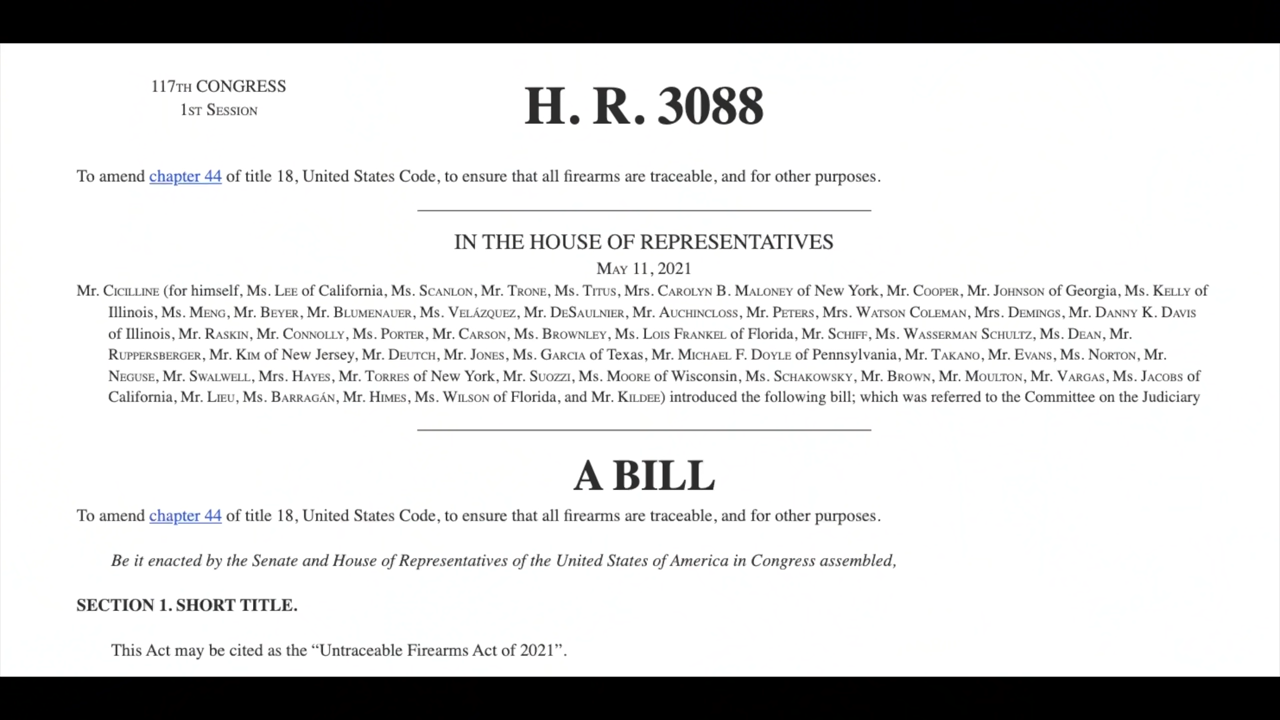 117TH CONGRESS
1ST SESSION
H. R. 3088
To amend chapter 44 of title 18, United States Code, to ensure that all firearms are traceable, and for other purposes.
IN THE HOUSE OF REPRESENTATIVES
MAY 11, 2021
Mr. CICILLINE (for himself, Ms. LEE of California, Ms. SCANLON, Mr. TRONE, Ms. TITUS, Mrs. CAROLYN B. MALONEY of New York, Mr. COOPER, Mr. JOHNSON of Georgia, Ms. KELLY of
Illinois, Ms. MENG, Mr. BEYER, Mr. BLUMENAUER, Ms. VELÁZQUEZ, Mr. DESAULNIER, Mr. AUCHINCLOSS, Mr. PETERS, Mrs. WATSON COLEMAN, Mrs. DEMINGS, Mr. DANNY K. DAVIS
of Illinois, Mr. RASKIN, Mr. CONNOLLY, Ms. PORTER, Mr. CARSON, Ms. BROWNLEY, Ms. LOIS FRANKEL of Florida, Mr. SCHIFF, Ms. WASSERMAN SCHULTZ, Ms. DEAN, Mr.
RUPPERSBERGER, Mr. KIM of New Jersey, Mr. DEUTCH, Mr. JONES, Ms. GARCIA of Texas, Mr. MICHAEL F. DOYLE of Pennsylvania, Mr. TAKANO, Mr. EVANS, Ms. NORTON, Mr.
NEGUSE, Mr. SWALWELL, Mrs. HAYES, Mr. TORRES of New York, Mr. SUOZZI, Ms. MOORE of Wisconsin, Ms. SCHAKOWSKY, Mr. BROWN, Mr. MOULTON, Mr. VARGAS, Ms. JACOBS of
California, Mr. LIEU, Ms. BARRAGÁN, Mr. HIMES, Ms. WILSON of Florida, and Mr. KILDEE) introduced the following bill; which was referred to the Committee on the Judiciary
A BILL
To amend chapter 44 of title 18, United States Code, to ensure that all firearms are traceable, and for other purposes.
Be it enacted by the Senate and House of Representatives of the United States of America in Congress assembled,
SECTION 1. SHORT TITLE.
This Act may be cited as the “Untraceable Firearms Act of 2021”.